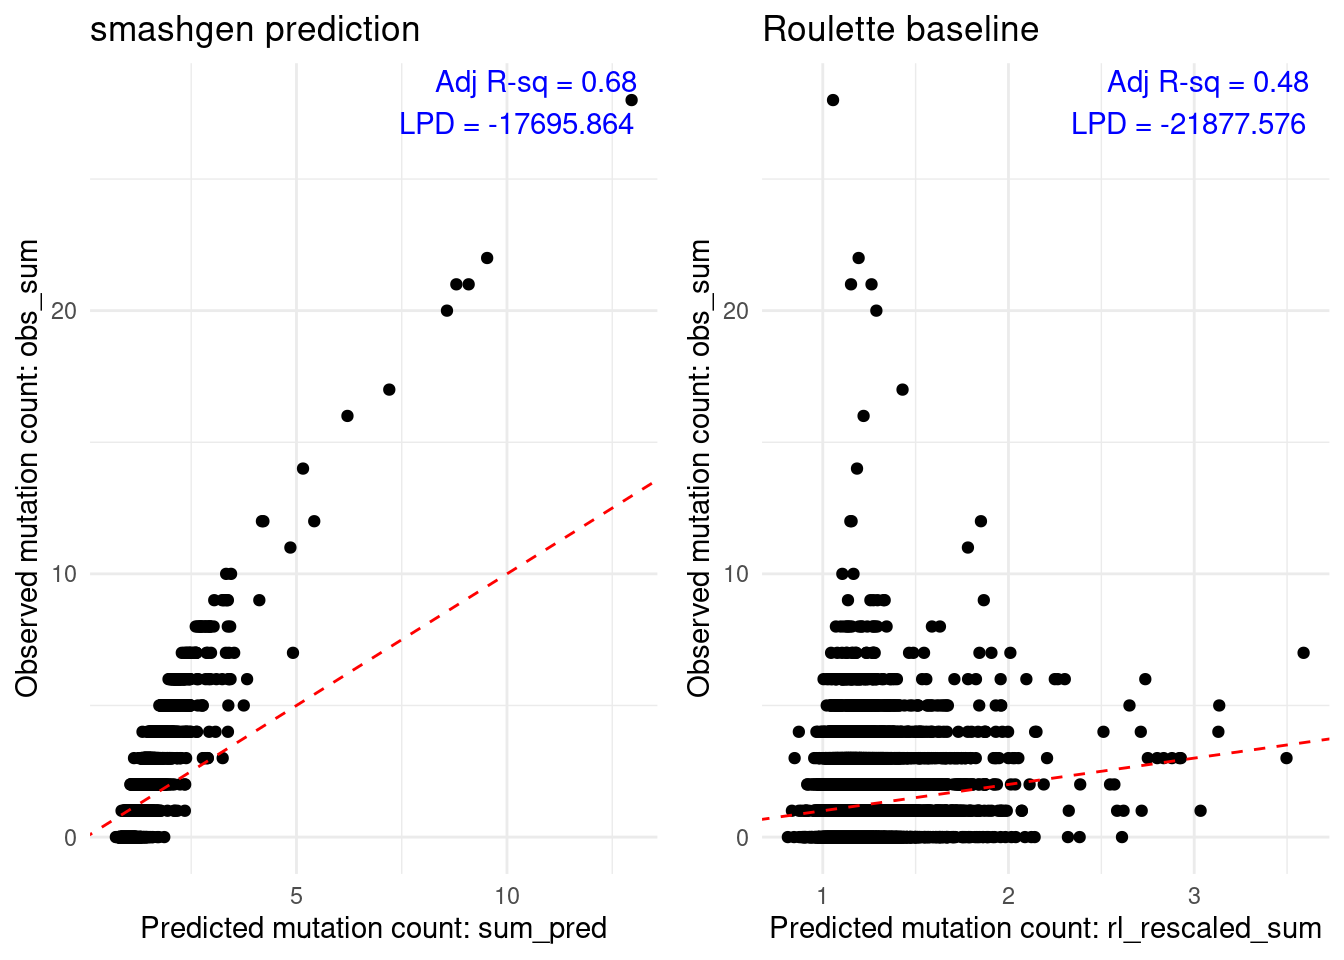 smashgen prediction
Adj R-sq = 0.68
LPD = -17695.864
20
10
0
5
10
Observed mutation count: obs_sum
Predicted mutation count: sum_pred
Roulette baseline
Adj R-sq = 0.48
LPD = -21877.576
20
10
0
1
2
3
Observed mutation count: obs_sum
Predicted mutation count: rl_rescaled_sum